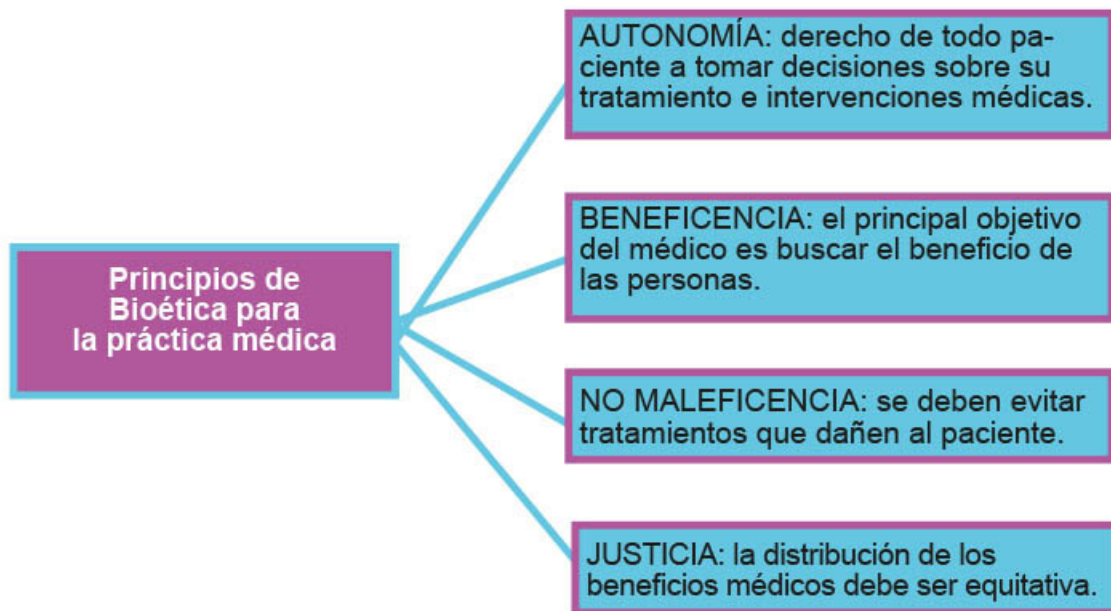 Principios de
Bioética para
la práctica médica
AUTONOMÍA: derecho de todo pa-
ciente a tomar decisiones sobre su
tratamiento e intervenciones médicas.
BENEFICENCIA: el principal objetivo
del médico es buscar el beneficio de
las personas.
NO MALEFICENCIA: se deben evitar
tratamientos que dañen al paciente.
JUSTICIA: la distribución de los
beneficios médicos debe ser equitativa.